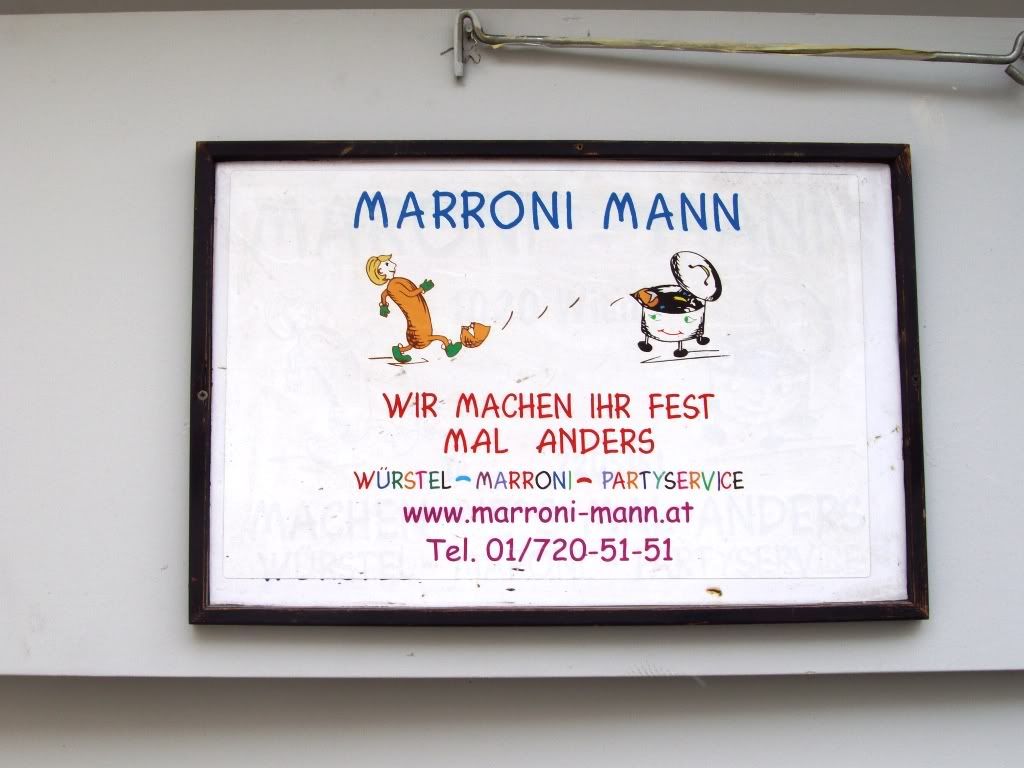 MARRONI MANN
WIR MACHEN IHR FEST
MAL ANDERS
WÜRSTEL-MARRONI-PARTYSERVICE
www.marroni-mann.at
Tel. 01/720-51-51